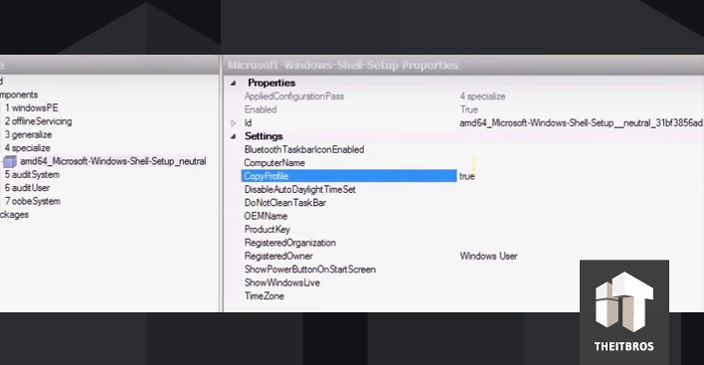 Microsoft-Windows-Shell-Setup Properties
Properties
AppliedConfigurationPass 4 specialize
Enabled True
Id amd64_Microsoft-Windows-Shell-Setup__neutral_31bf3856ad
Settings
BluetoothTaskbarIconEnabled
ComputerName
CopyProfile true
DisableAutoDaylightTimeSet
DoNotCleanTaskBar
OEMName
ProductKey
RegisteredOrganization
RegisteredOwner Windows User
ShowPowerButtonOnStartScreen
ShowWindowsLive
TimeZone
e
d
mponents
1 windowsPE
2 offlineServicing
3 generalize
4 specialize
amd64_Microsoft-Windows-Shell-Setup_neutral
5 auditSystem
6 auditUser
7 oobeSystem
ckages
THEITBROS